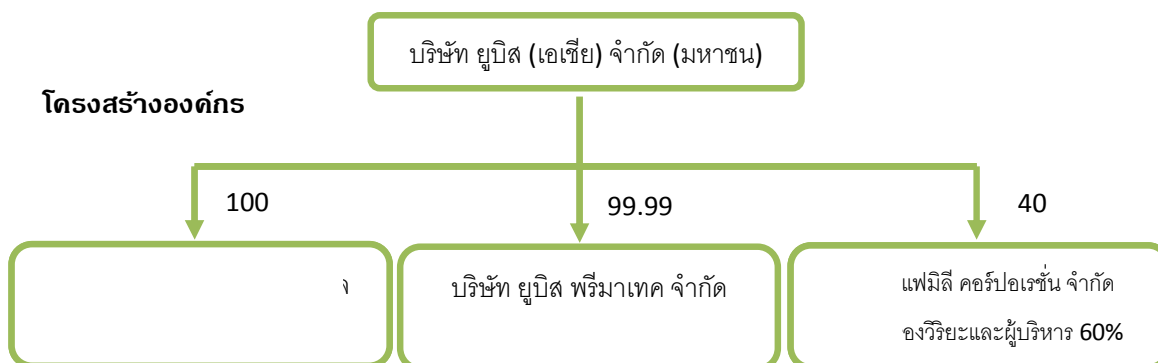 บริษัท ยูบิส (เอเชีย) จำกัด (มหาชน)
โครงสร้างองค์กร
100
99.99
40
บริษัท ยูบิส พรีมาเทค จำกัด
แฟมิลี คอร์ปอเรชั่น จำกัด
องวิริยะและผู้บริหาร 60%